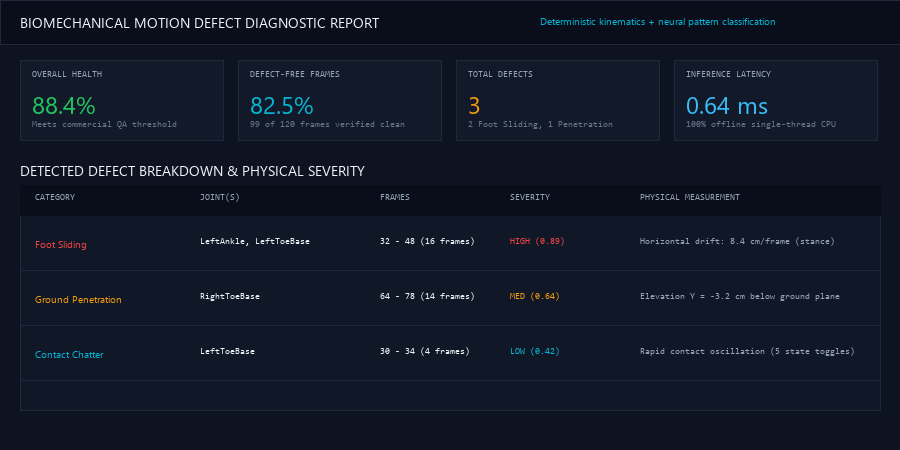 BIOMECHANICAL MOTION DEFECT DIAGNOSTIC REPORT
Deterministic kinematics + neural pattern classification
OVERALL HEALTH
88.4%
Meets commercial QA threshold
DEFECT-FREE FRAMES
82.5%
99 of 120 frames verified clean
TOTAL DEFECTS
3
2 Foot Sliding, 1 Penetration
INFERENCE LATENCY
0.64 ms
100% offline single-thread CPU
DETECTED DEFECT BREAKDOWN & PHYSICAL SEVERITY
CATEGORY JOINT(S) FRAMES SEVERITY PHYSICAL MEASUREMENT
Foot Sliding LeftAnkle, LeftToeBase 32 - 48 (16 frames) HIGH (0.89) Horizontal drift: 8.4 cm/frame (stance)
Ground Penetration RightToeBase 64 - 78 (14 frames) MED (0.64) Elevation Y = -3.2 cm below ground plane
Contact Chatter LeftToeBase 30 - 34 (4 frames) LOW (0.42) Rapid contact oscillation (5 state toggles)